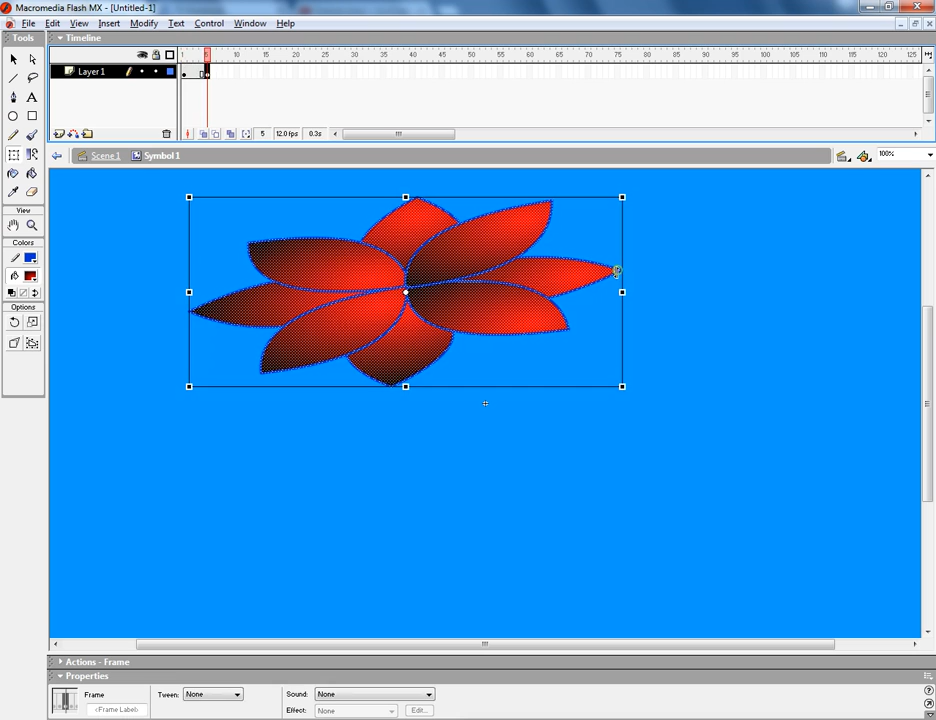 Macromedia Flash MX - [Untitled-1]
File Edit View Insert Modify Text Control Window Help
Tools
Timeline
1 5 10 15 20 25 30 35 40 45 50 55 60 65 70 75 80 85 90 95 100 105 110 115 120 125
Layer 1
5 12.0 fps 0.3s
Scene 1 Symbol 1 100%
View
Colors
Options
Actions - Frame
Properties
Frame Tween: None Sound: None
<Frame Label> Effect: None Edit...